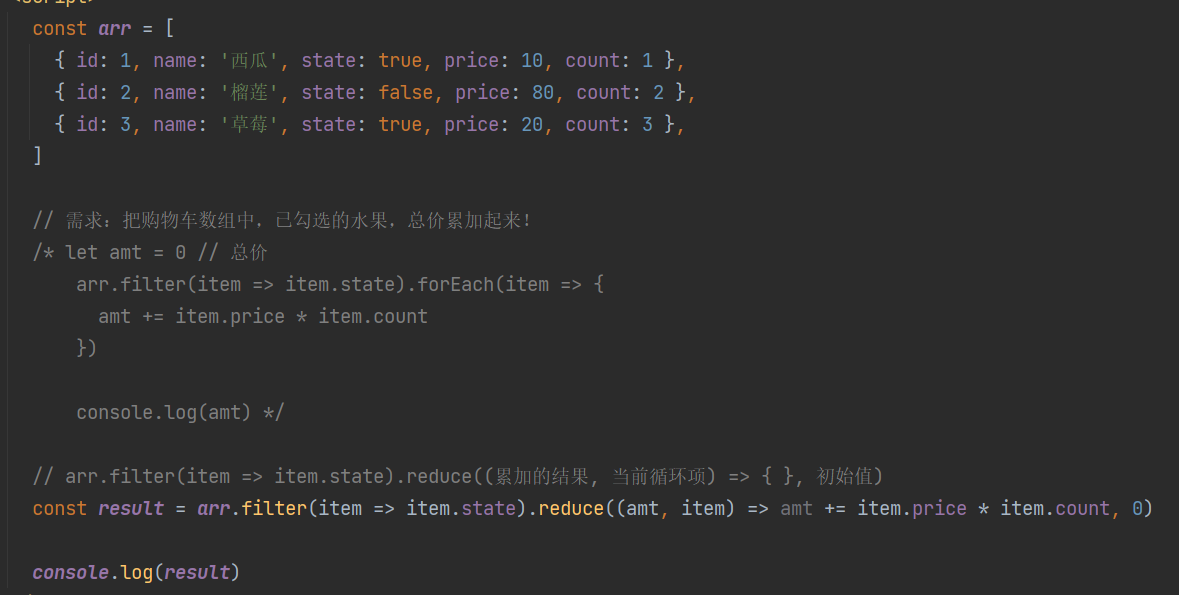 <script>
const arr = [
{ id: 1, name: '西瓜', state: true, price: 10, count: 1 },
{ id: 2, name: '榴莲', state: false, price: 80, count: 2 },
{ id: 3, name: '草莓', state: true, price: 20, count: 3 },
]
// 需求：把购物车数组中，已勾选的水果，总价累加起来！
/* let amt = 0 // 总价
arr.filter(item => item.state).forEach(item => {
amt += item.price * item.count
})
console.log(amt) */
// arr.filter(item => item.state).reduce((累加的结果, 当前循环项) => { }, 初始值)
const result = arr.filter(item => item.state).reduce((amt, item) => amt += item.price * item.count, 0)
console.log(result)